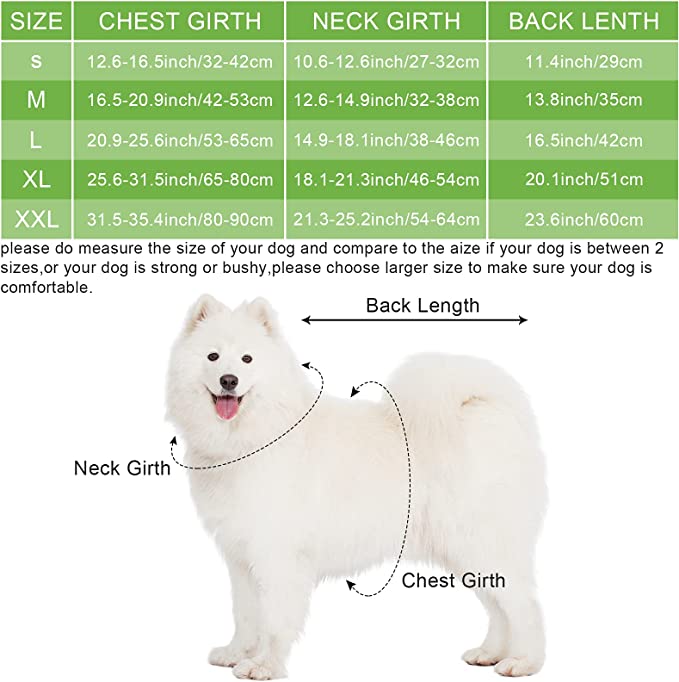 SIZE CHEST GIRTH NECK GIRTH BACK LENTH
S 12.6-16.5inch/32-42cm 10.6-12.6inch/27-32cm 11.4inch/29cm
M 16.5-20.9inch/42-53cm 12.6-14.9inch/32-38cm 13.8inch/35cm
L 20.9-25.6inch/53-65cm 14.9-18.1inch/38-46cm 16.5inch/42cm
XL 25.6-31.5inch/65-80cm 18.1-21.3inch/46-54cm 20.1inch/51cm
XXL 31.5-35.4inch/80-90cm 21.3-25.2inch/54-64cm 23.6inch/60cm
please do measure the size of your dog and compare to the aize if your dog is between 2
sizes,or your dog is strong or bushy,please choose larger size to make sure your dog is
comfortable.
Back Length
Neck Girth
Chest Girth